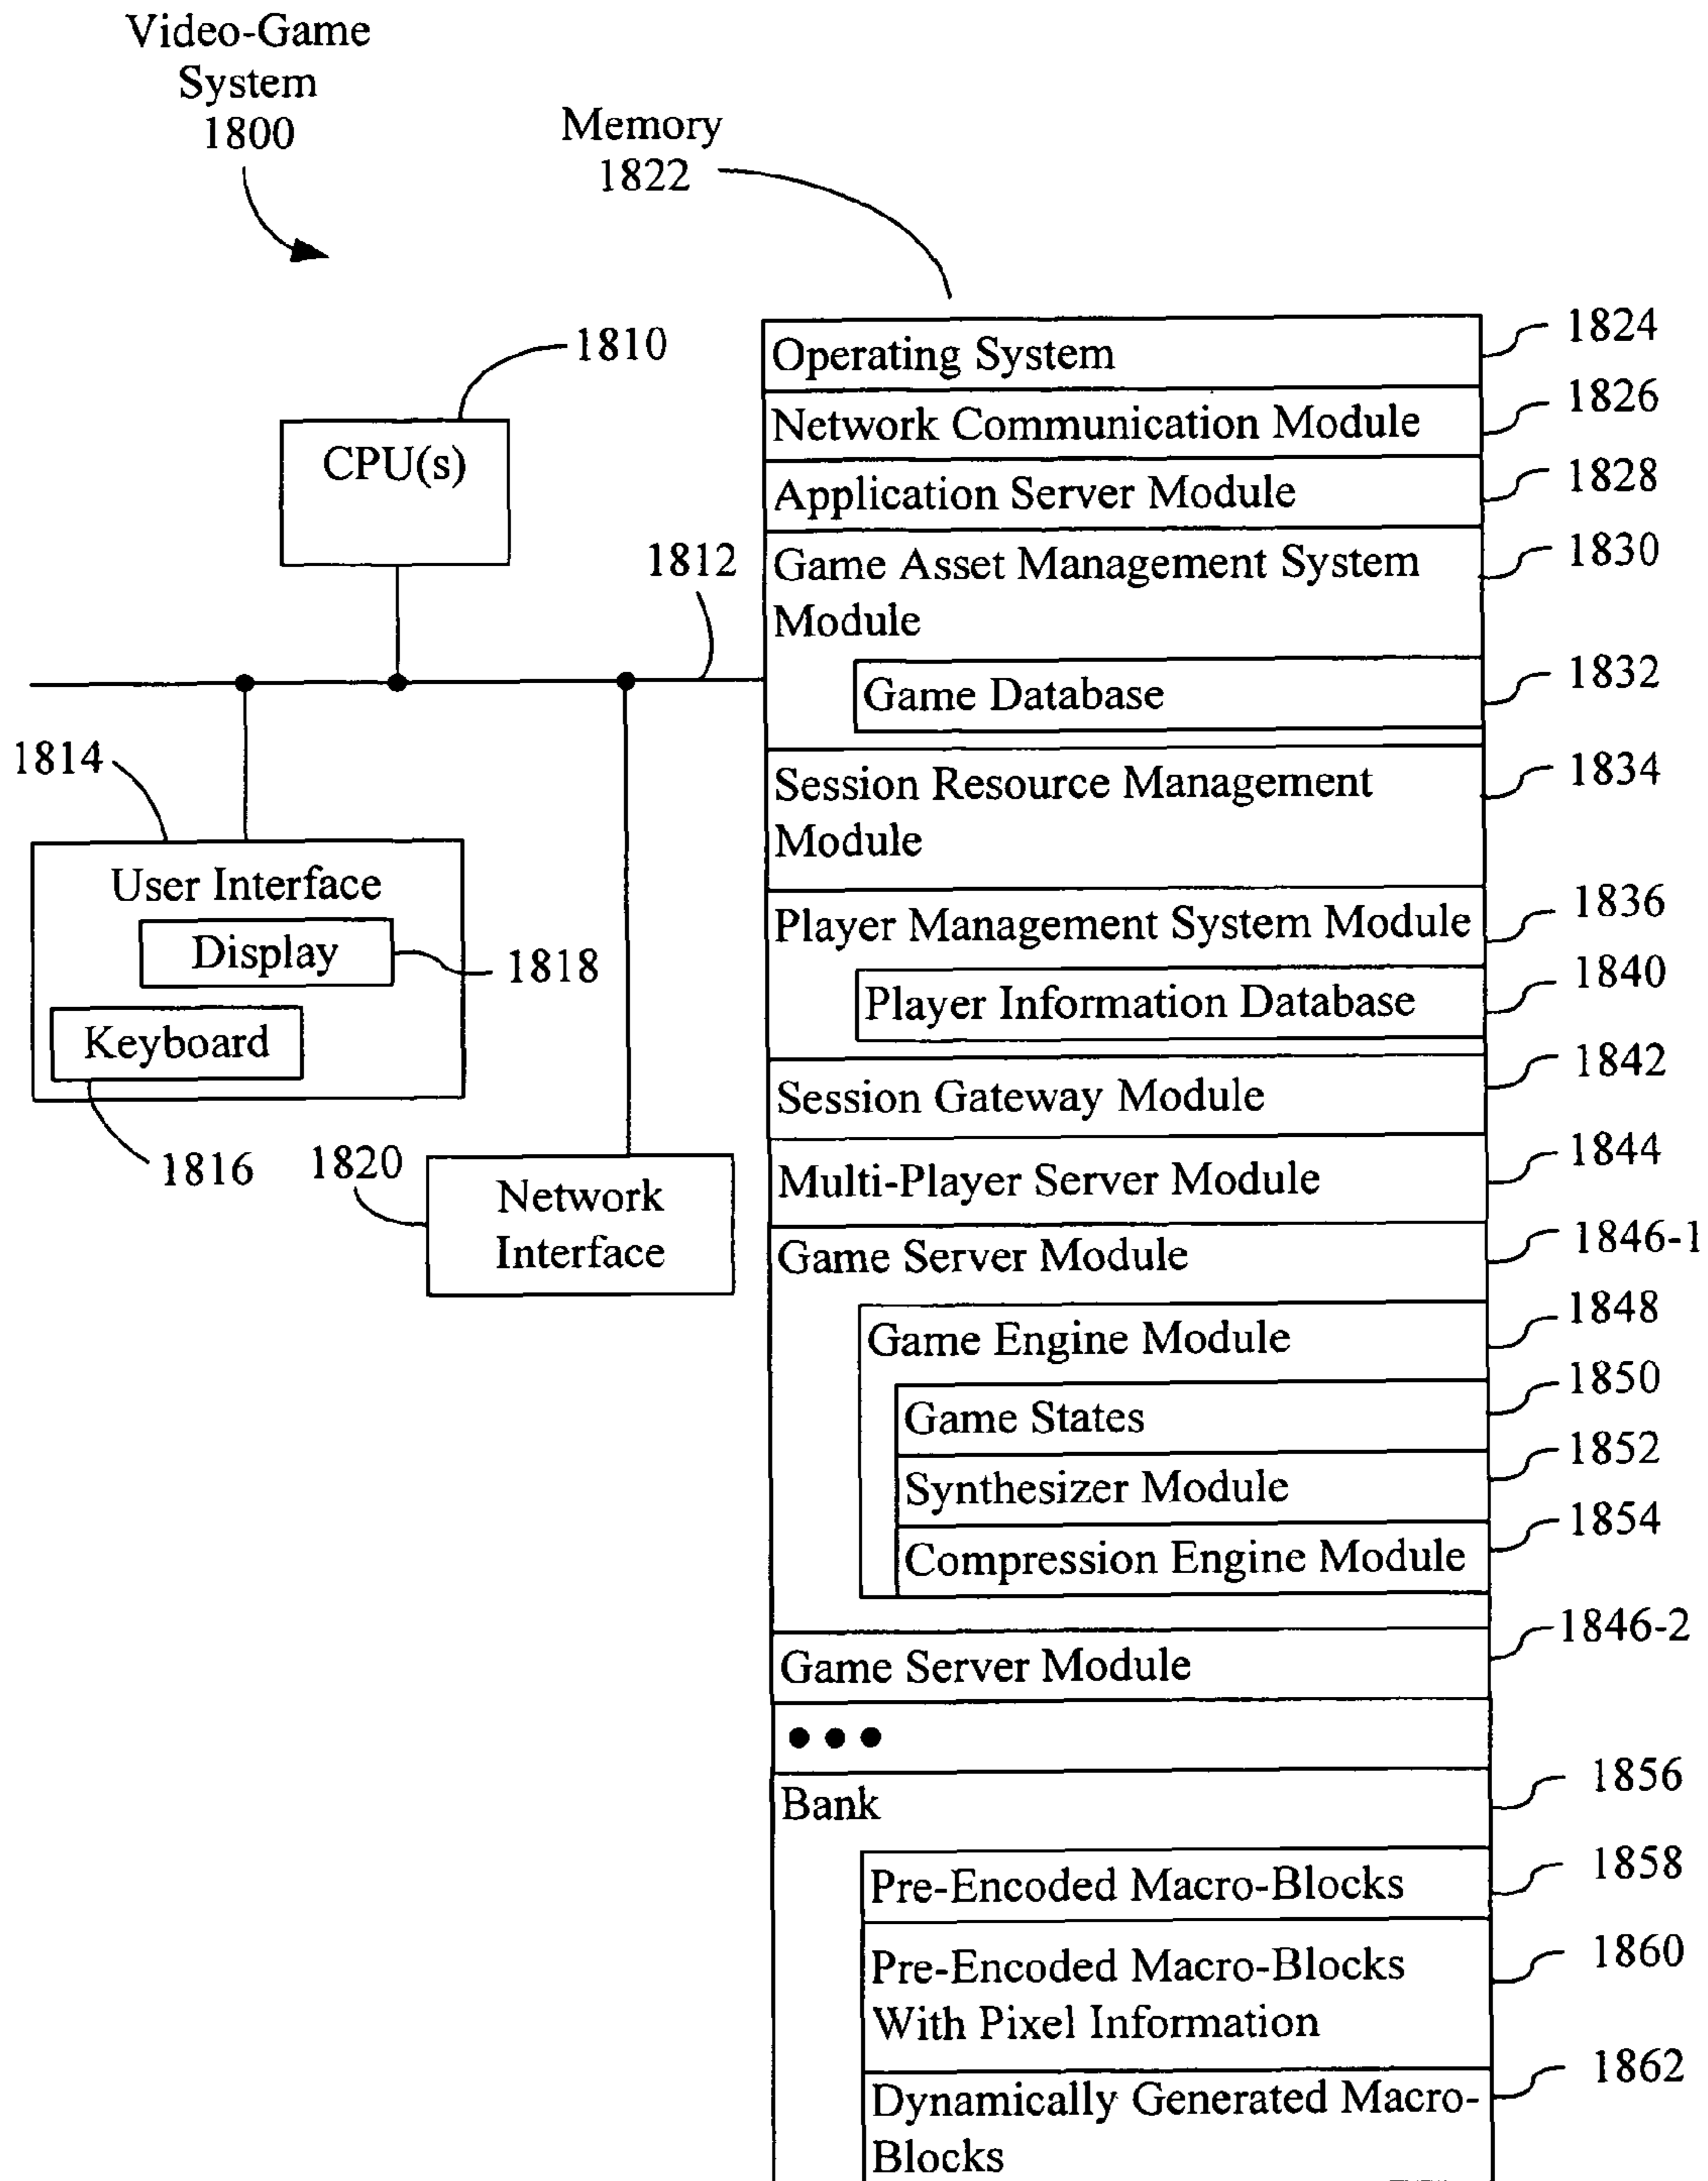 Video-Game
System
1800
Memory
1822
1810
CPU(s)
1812
1814
User Interface
Display
1818
Keyboard
1816
1820
Network
Interface
Operating System
1824
Network Communication Module
1826
Application Server Module
1828
Game Asset Management System
Module
1830
Game Database
1832
Session Resource Management
Module
1834
Player Management System Module
1836
Player Information Database
1840
Session Gateway Module
1842
Multi-Player Server Module
1844
Game Server Module
1846-1
Game Engine Module
1848
Game States
1850
Synthesizer Module
1852
Compression Engine Module
1854
Game Server Module
1846-2
●●●
Bank
1856
Pre-Encoded Macro-Blocks
1858
Pre-Encoded Macro-Blocks
With Pixel Information
1860
Dynamically Generated Macro-
Blocks
1862